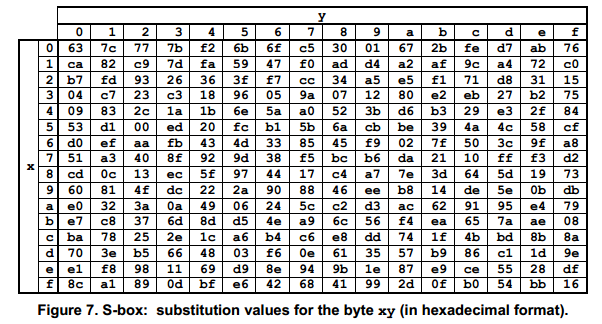 y
0 1 2 3 4 5 6 7 8 9 a b c d e f
0 63 7c 77 7b f2 6b 6f c5 30 01 67 2b fe d7 ab 76
1 ca 82 c9 7d fa 59 47 f0 ad d4 a2 af 9c a4 72 c0
2 b7 fd 93 26 36 3f f7 cc 34 a5 e5 f1 71 d8 31 15
3 04 c7 23 c3 18 96 05 9a 07 12 80 e2 eb 27 b2 75
4 09 83 2c 1a 1b 6e 5a a0 52 3b d6 b3 29 e3 2f 84
5 53 d1 00 ed 20 fc b1 5b 6a cb be 39 4a 4c 58 cf
6 d0 ef aa fb 43 4d 33 85 45 f9 02 7f 50 3c 9f a8
7 51 a3 40 8f 92 9d 38 f5 bc b6 da 21 10 ff f3 d2
x 8 cd 0c 13 ec 5f 97 44 17 c4 a7 7e 3d 64 5d 19 73
9 60 81 4f dc 22 2a 90 88 46 ee b8 14 de 5e 0b db
a e0 32 3a 0a 49 06 24 5c c2 d3 ac 62 91 95 e4 79
b e7 c8 37 6d 8d d5 4e a9 6c 56 f4 ea 65 7a ae 08
c ba 78 25 2e 1c a6 b4 c6 e8 dd 74 1f 4b bd 8b 8a
d 70 3e b5 66 48 03 f6 0e 61 35 57 b9 86 c1 1d 9e
e e1 f8 98 11 69 d9 8e 94 9b 1e 87 e9 ce 55 28 df
f 8c a1 89 0d bf e6 42 68 41 99 2d 0f b0 54 bb 16
Figure 7. S-box: substitution values for the byte xy (in hexadecimal format).